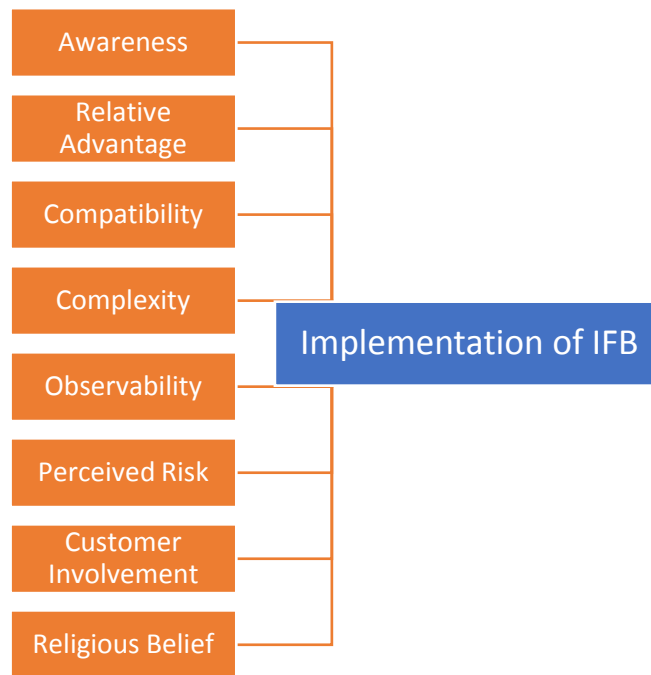 Awareness
Relative
Advantage
Compatibility
Complexity
Implementation of IFB
Observability
Perceived Risk
Customer
Involvement
Religious Belief